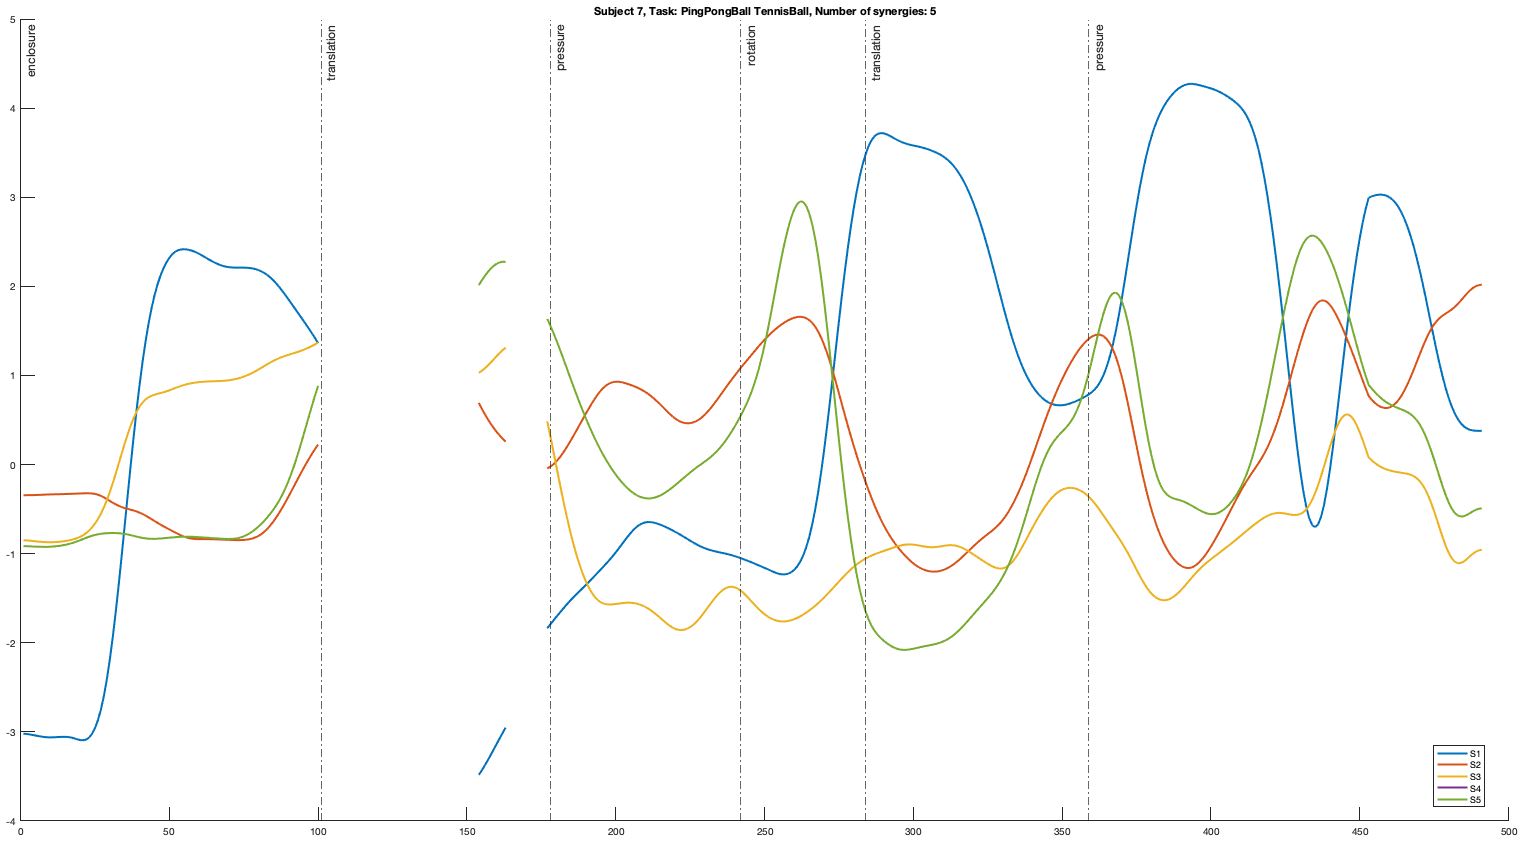 Subject 7, Task: PingPongBall TennisBall, Number of synergies: 5
enclosure
translation
pressure
rotation
translation
pressure
5
4
3
2
1
0
-1
-2
-3
-4
0 50 100 150 200 250 300 350 400 450 500
S1
S2
S3
S4
S5